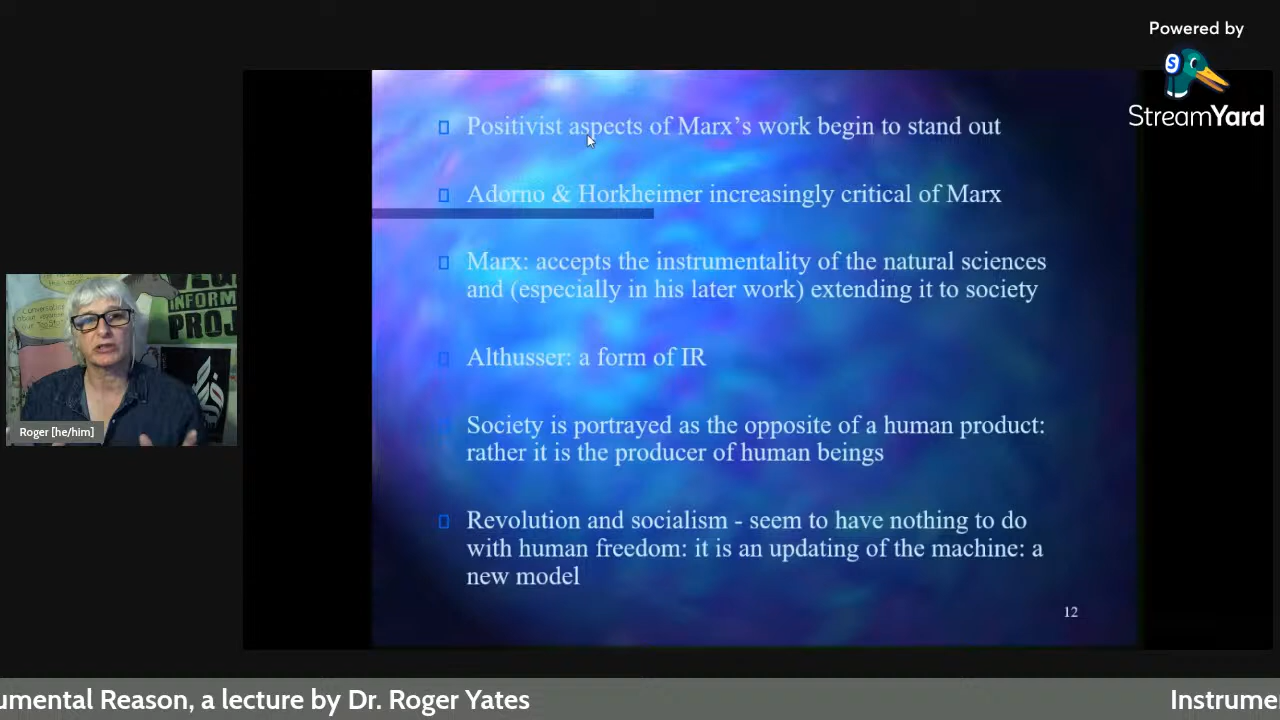 Powered by
S
StreamYard
Positivist aspects of Marx's work begin to stand out
Adorno & Horkheimer increasingly critical of Marx
Marx: accepts the instrumentality of the natural sciences
and (especially in his later work) extending it to society
Althusser: a form of IR
Society is portrayed as the opposite of a human product:
rather it is the producer of human beings
Revolution and socialism - seem to have nothing to do
with human freedom: it is an updating of the machine: a
new model
12
INFORM
PROJ
Roger [he/him]
umental Reason, a lecture by Dr. Roger Yates
Instrume